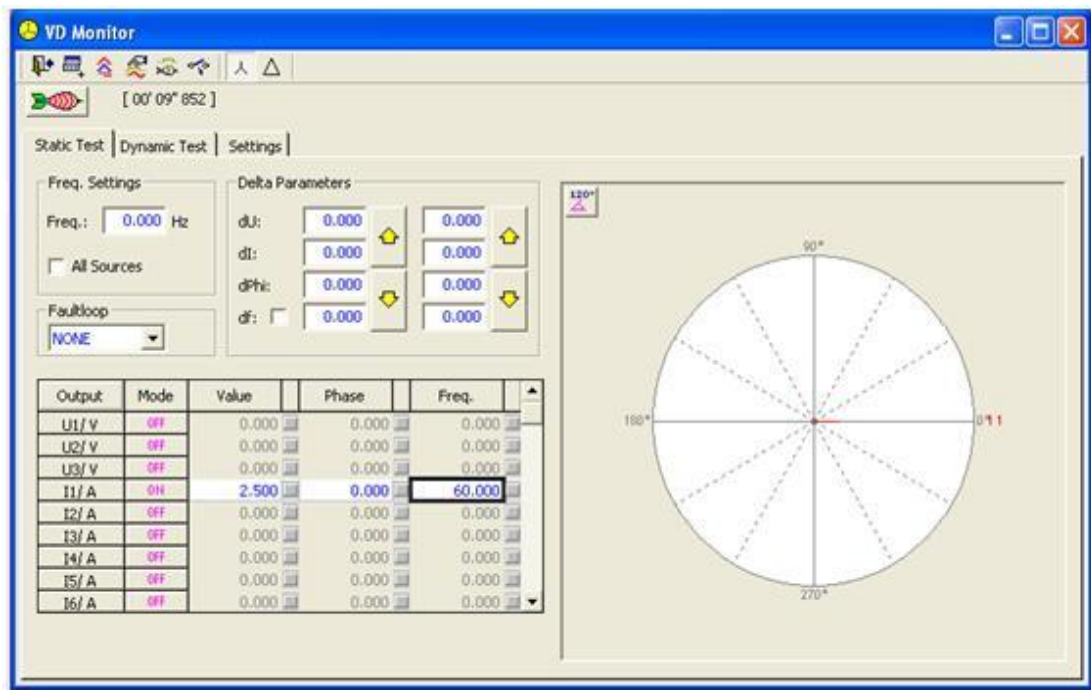 VD Monitor
[ 00' 09" 852 ]
Static Test Dynamic Test Settings
Freq. Settings
Freq.: 0.000 Hz
All Sources
Faultloop
NONE
Delta Parameters
dU: 0.000 0.000
dI: 0.000 0.000
dPhi: 0.000 0.000
df: 0.000 0.000
Output Mode Value Phase Freq.
U1/ V OFF 0.000 0.000 0.000
U2/ V OFF 0.000 0.000 0.000
U3/ V OFF 0.000 0.000 0.000
I1/ A ON 2.500 0.000 60.000
I2/ A OFF 0.000 0.000 0.000
I3/ A OFF 0.000 0.000 0.000
I4/ A OFF 0.000 0.000 0.000
I5/ A OFF 0.000 0.000 0.000
I6/ A OFF 0.000 0.000 0.000
120°
90°
180°
0°
270°